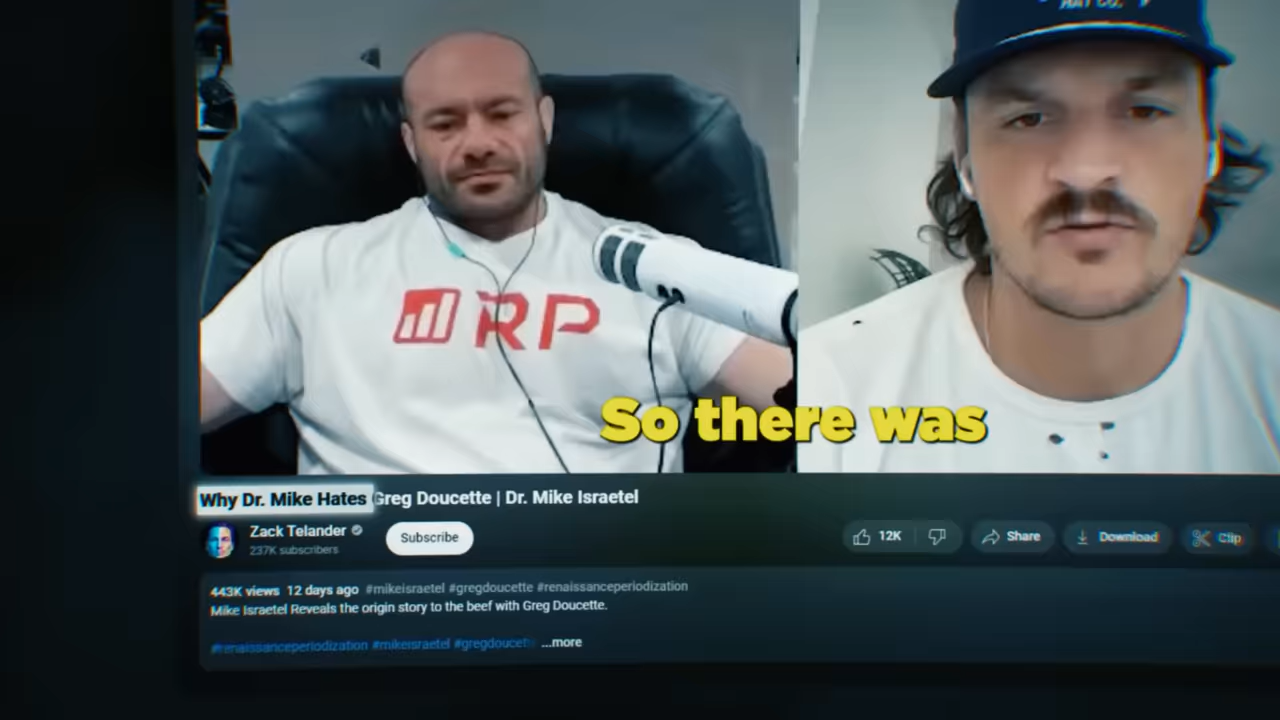 RP
So there was
Why Dr. Mike Hates Greg Doucette | Dr. Mike Israetel
Zack Telander
237K subscribers
Subscribe
12K
Share
Download
Clip
443K views 12 days ago #mikeisraetel #gregdoucette #renaissanceperiodization
Mike Israetel Reveals the origin story to the beef with Greg Doucette.
#renaissanceperiodization #mikeisraetel #gregdoucette ...more